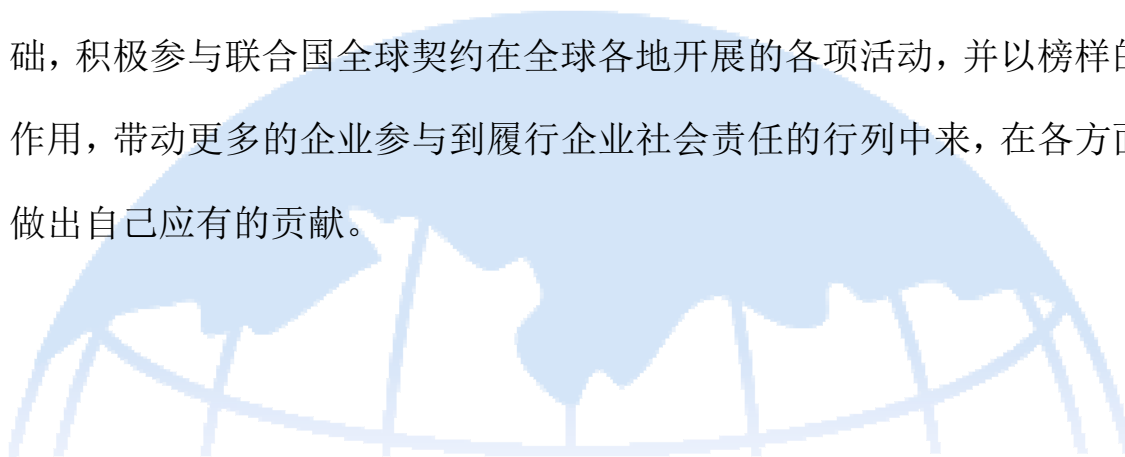 础，积极参与联合国全球契约在全球各地开展的各项活动，并以榜样的
作用，带动更多的企业参与到履行企业社会责任的行列中来，在各方面
做出自己应有的贡献。